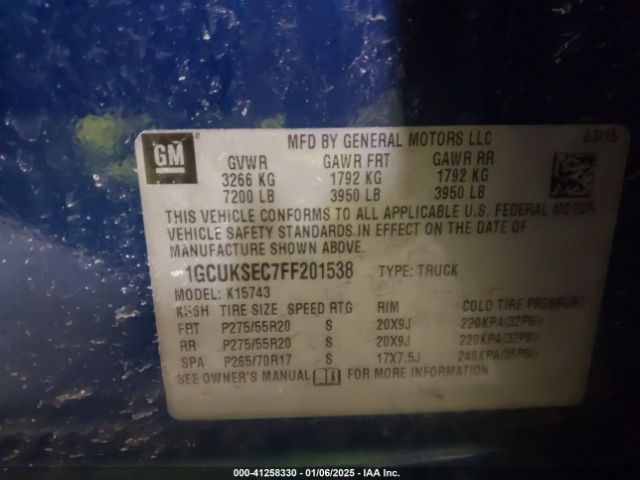 GM
MFD BY GENERAL MOTORS LLC 03/15
GVWR GAWR FRT GAWR RR
3266 KG 1792 KG 1792 KG
7200 LB 3950 LB 3950 LB
THIS VEHICLE CONFORMS TO ALL APPLICABLE U.S. FEDERAL MOTOR
VEHICLE SAFETY STANDARDS IN EFFECT ON THE DATE OF
MANUFACTURE SHOWN ABOVE.
1GCUKSEC7FF201538 TYPE: TRUCK
MODEL: K15743
TIRE SIZE SPEED RTG RIM COLD TIRE PRESSURE
FRT P275/55R20 S 20X9J 220KPA(32PSI)
RR P275/55R20 S 20X9J 220KPA(32PSI)
SPA P265/70R17 S 17X7.5J 240KPA(35PSI)
SEE OWNER'S MANUAL FOR MORE INFORMATION
000-41258330 - 01/06/2025 - IAA Inc.